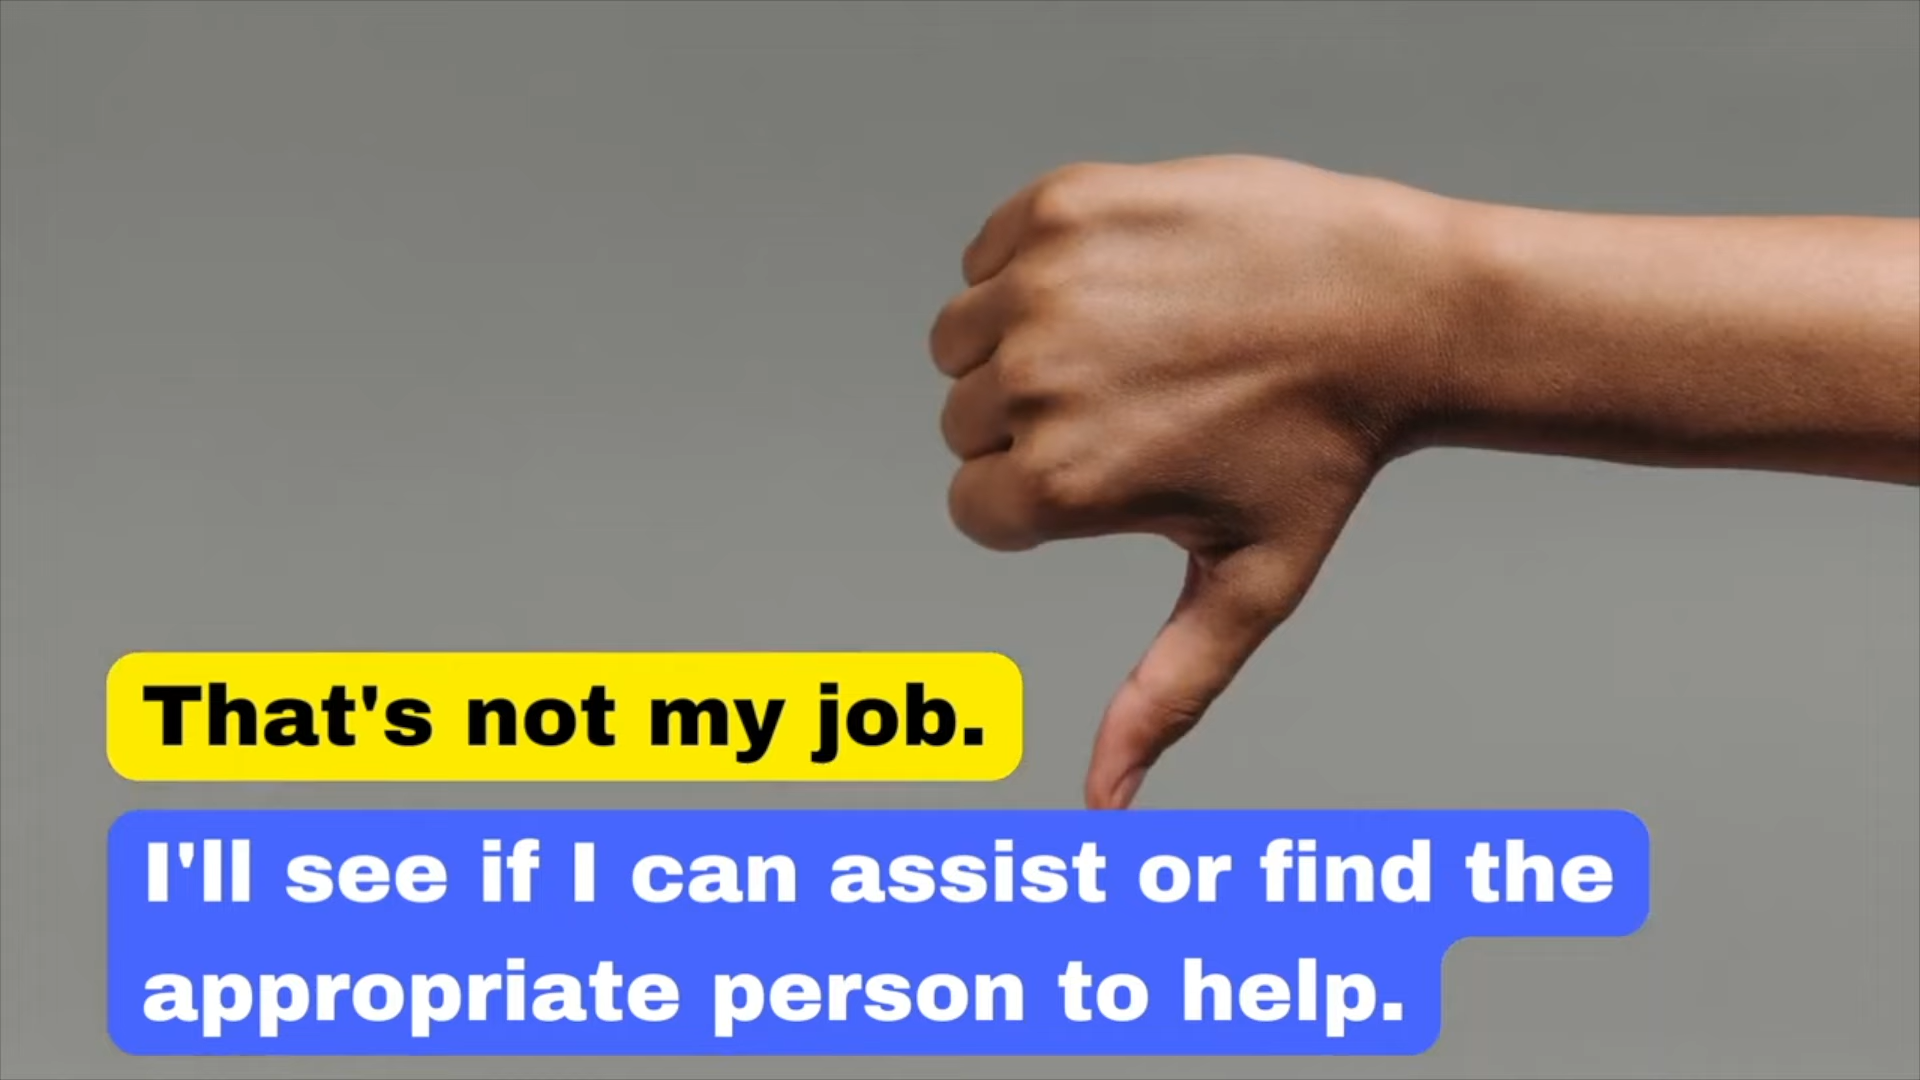 That's not my job.
I'll see if I can assist or find the
appropriate person to help.